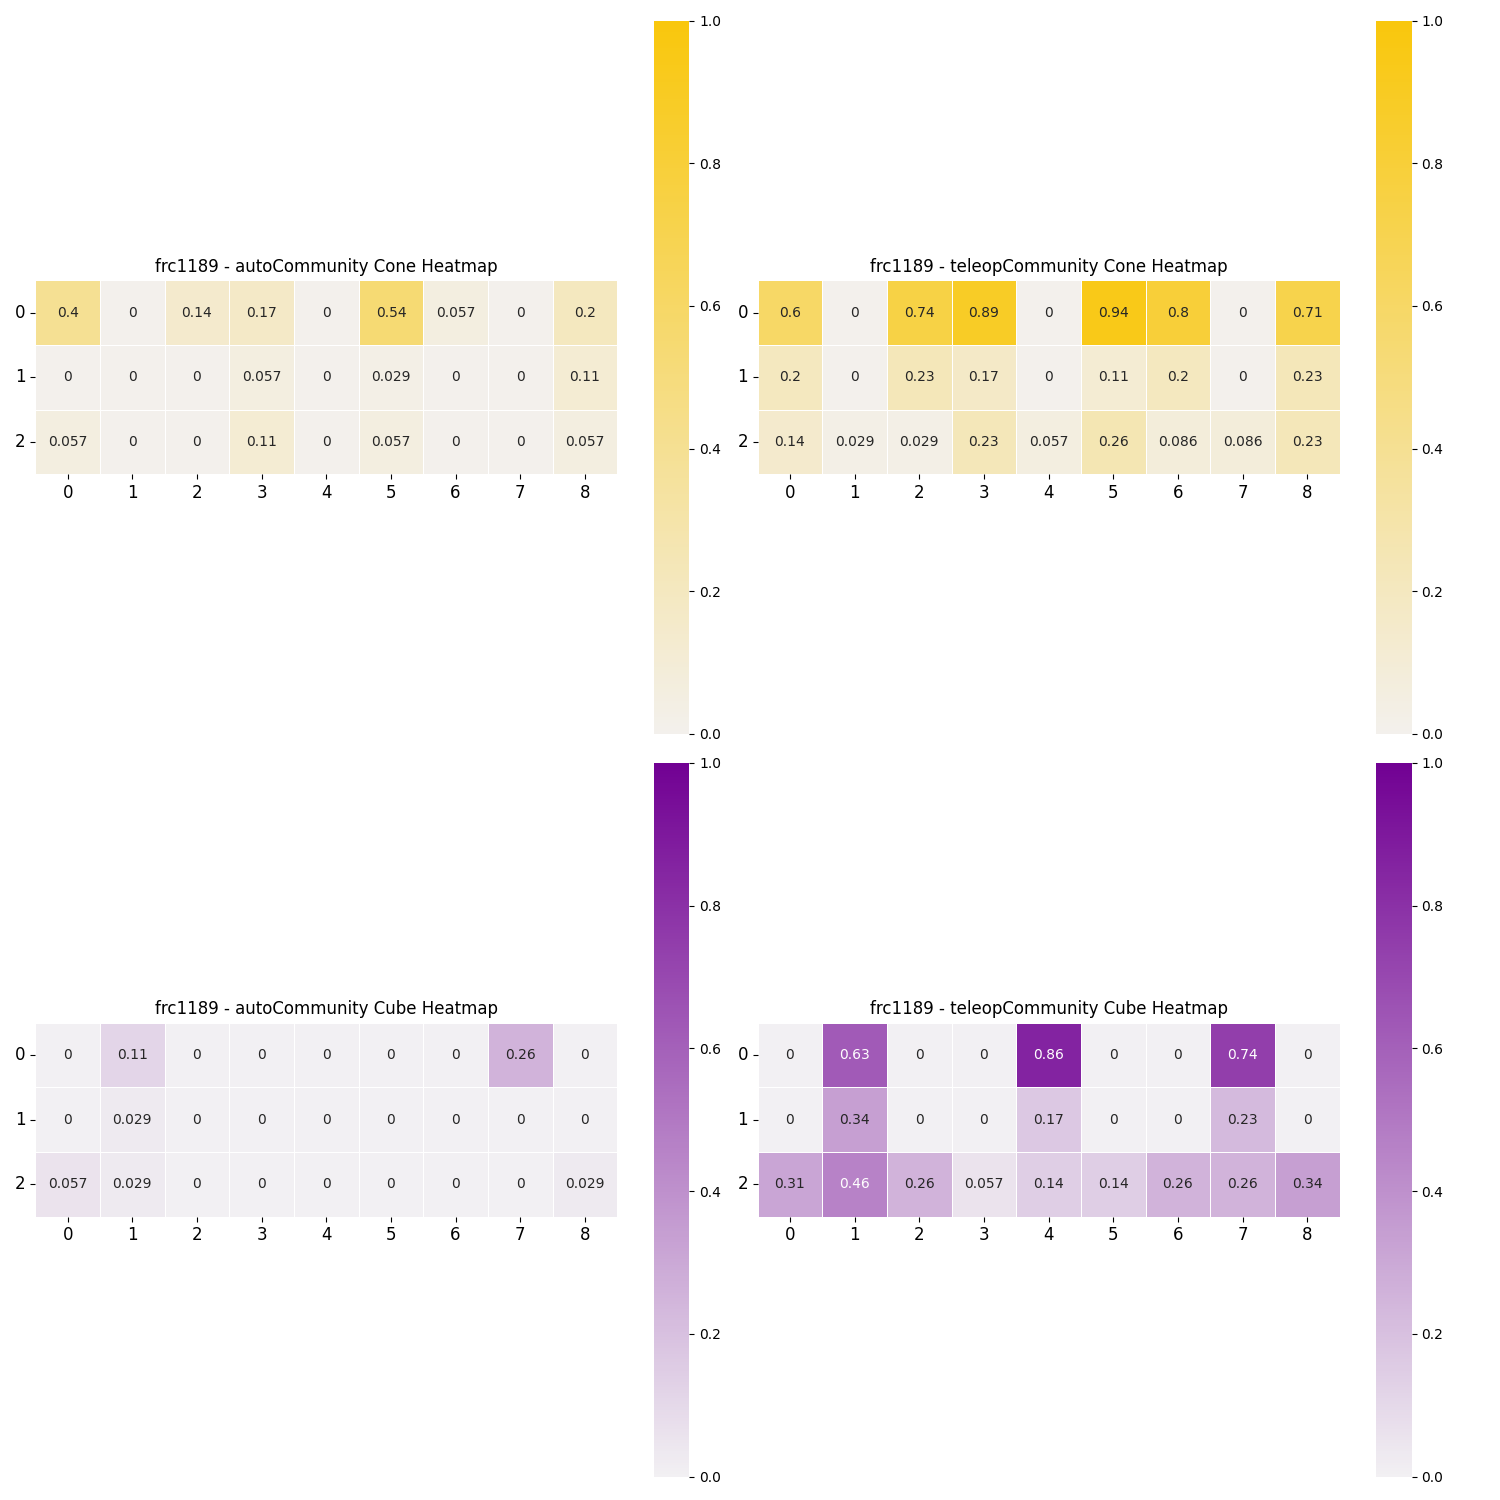 frc1189 - autoCommunity Cone Heatmap
0 0.4 0 0.14 0.17 0 0.54 0.057 0 0.2
1 0 0 0 0.057 0 0.029 0 0 0.11
2 0.057 0 0 0.11 0 0.057 0 0 0.057
0 1 2 3 4 5 6 7 8
1.0
0.8
0.6
0.4
0.2
0.0
frc1189 - teleopCommunity Cone Heatmap
0 0.6 0 0.74 0.89 0 0.94 0.8 0 0.71
1 0.2 0 0.23 0.17 0 0.11 0.2 0 0.23
2 0.14 0.029 0.029 0.23 0.057 0.26 0.086 0.086 0.23
0 1 2 3 4 5 6 7 8
1.0
0.8
0.6
0.4
0.2
0.0
frc1189 - autoCommunity Cube Heatmap
0 0 0.11 0 0 0 0 0 0.26 0
1 0 0.029 0 0 0 0 0 0 0
2 0.057 0.029 0 0 0 0 0 0 0.029
0 1 2 3 4 5 6 7 8
1.0
0.8
0.6
0.4
0.2
0.0
frc1189 - teleopCommunity Cube Heatmap
0 0 0.63 0 0 0.86 0 0 0.74 0
1 0 0.34 0 0 0.17 0 0 0.23 0
2 0.31 0.46 0.26 0.057 0.14 0.14 0.26 0.26 0.34
0 1 2 3 4 5 6 7 8
1.0
0.8
0.6
0.4
0.2
0.0